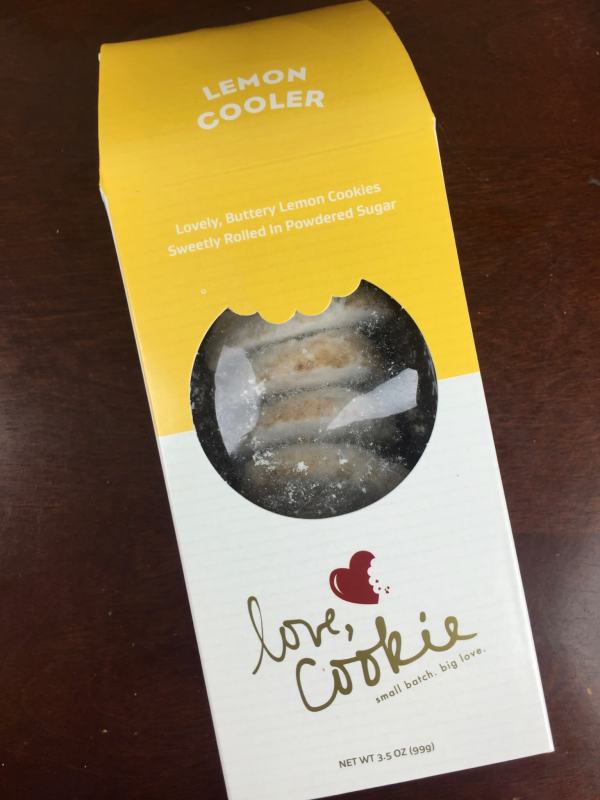 LEMON
COOLER
Lovely, Buttery Lemon Cookies
Sweetly Rolled In Powdered Sugar
love,
Cookie
small batch. big love.
NET WT 3.5 OZ (99g)